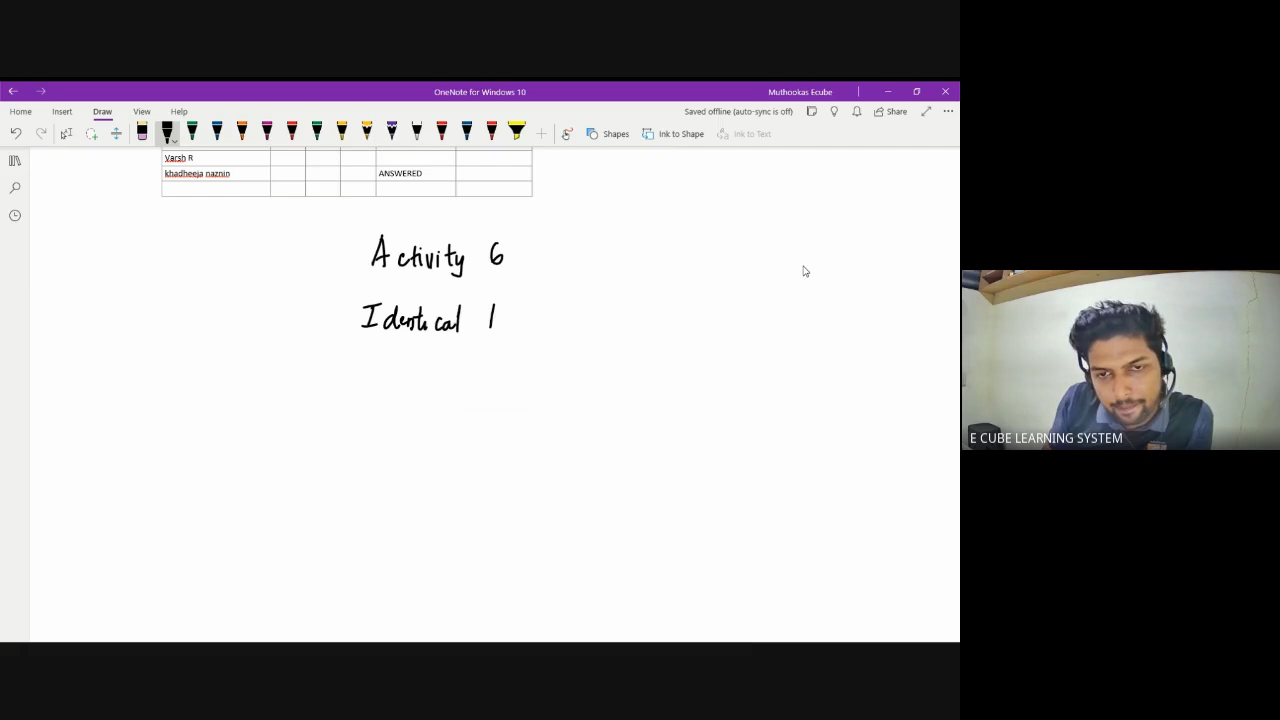 OneNote for Windows 10
Muthookas Ecube
Home Insert Draw View Help
Saved offline (auto-sync is off)
Share
Shapes
Ink to Shape
Ink to Text
Varsh R
khadheeja naznin ANSWERED
Activity 6
Identical 1
E CUBE LEARNING SYSTEM